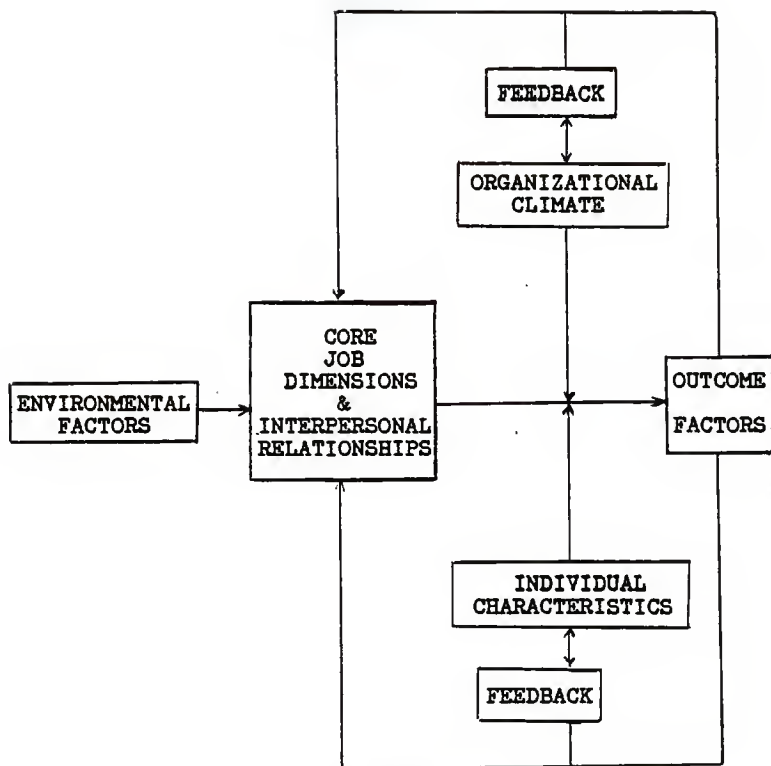 FEEDBACK
ORGANIZATIONAL
CLIMATE
CORE
JOB
DIMENSIONS
&
INTERPERSONAL
RELATIONSHIPS
ENVIRONMENTAL
FACTORS
OUTCOME
FACTORS
INDIVIDUAL
CHARACTERISTICS
FEEDBACK